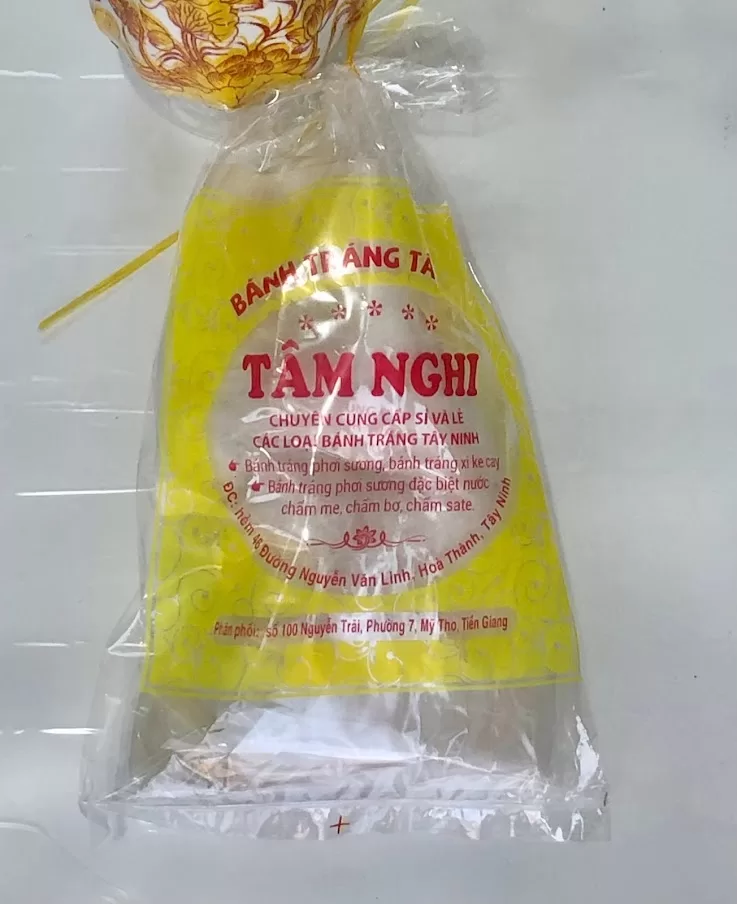 BÁNH TRÁNG TÂ
TÂM NGHI
CHUYÊN CUNG CẤP SỈ VÀ LẺ
CÁC LOẠI BÁNH TRÁNG TÂY NINH
Bánh tráng phơi sương, bánh tráng xì ke cay
Bánh tráng phơi sương đặc biệt nước
chấm me, chấm bơ, chấm sate.
ĐC: hẻm 46 Đường Nguyễn Văn Linh, Hoà Thành, Tây Ninh
Phân phối: số 100 Nguyễn Trãi, Phường 7, Mỹ Tho, Tiền Giang